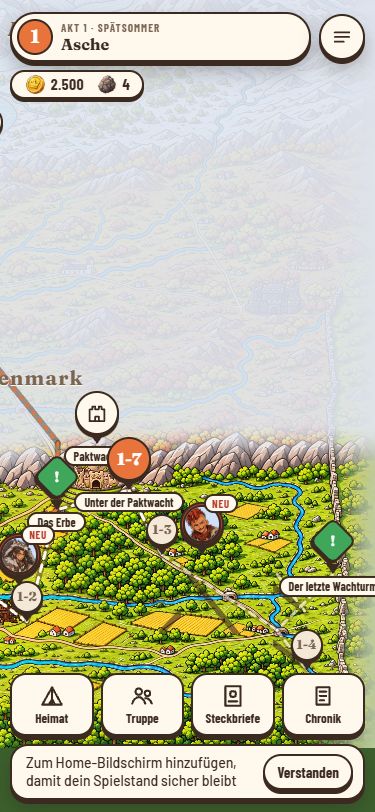 1
AKT 1 · SPÄTSOMMER
Asche
2.500
4
enmark
Paktwac
1-7
!
Unter der Paktwacht
NEU
Das Erbe
NEU
1-3
!
Der letzte Wachturm
1-2
1-4
Heimat
Truppe
Steckbriefe
Chronik
Zum Home-Bildschirm hinzufügen,
damit dein Spielstand sicher bleibt
Verstanden